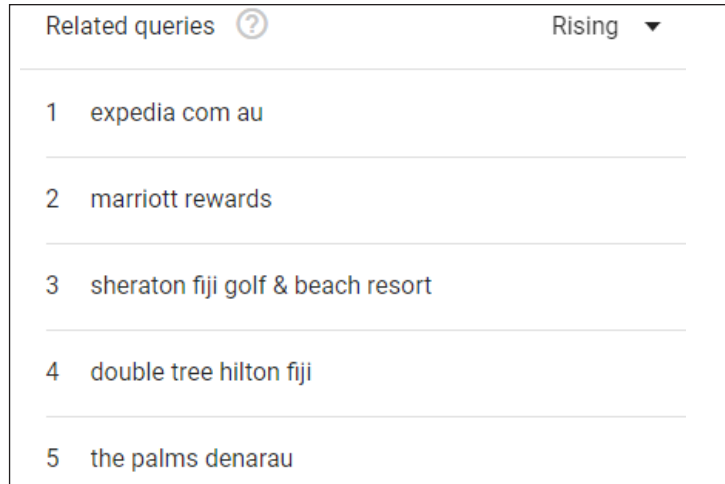 Related queries ? Rising
1 expedia com au
2 marriott rewards
3 sheraton fiji golf & beach resort
4 double tree hilton fiji
5 the palms denarau